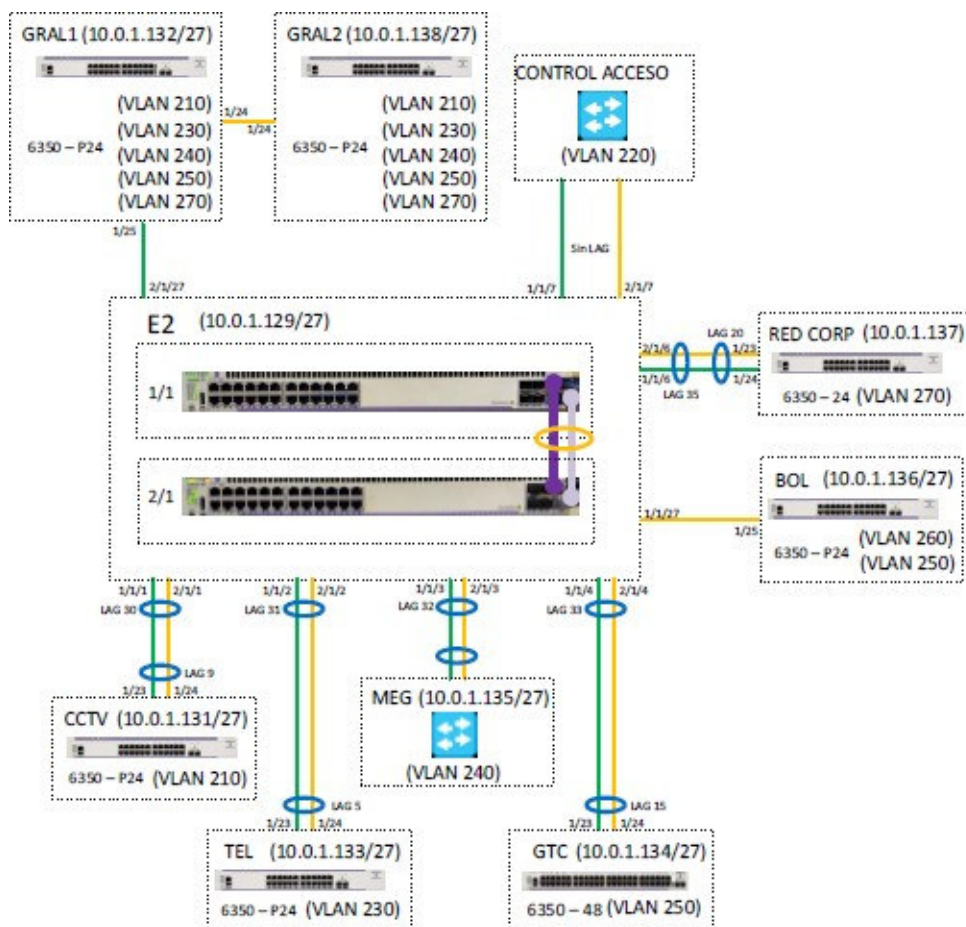 GRAL1 (10.0.1.132/27)
6350 – P24
(VLAN 210)
(VLAN 230)
(VLAN 240)
(VLAN 250)
(VLAN 270)
1/24
1/24
GRAL2 (10.0.1.138/27)
6350 – P24
(VLAN 210)
(VLAN 230)
(VLAN 240)
(VLAN 250)
(VLAN 270)
CONTROL ACCESO
(VLAN 220)
1/25
2/1/27
Sin LAG
1/1/7
2/1/7
E2 (10.0.1.129/27)
1/1
2/1
LAG 20
2/1/6
1/23
1/1/6
1/24
LAG 35
RED CORP (10.0.1.137)
6350 – 24 (VLAN 270)
1/1/27
1/25
BOL (10.0.1.136/27)
6350 – P24
(VLAN 260)
(VLAN 250)
1/1/1
2/1/1
LAG 30
LAG 9
1/23
1/24
CCTV (10.0.1.131/27)
6350 – P24 (VLAN 210)
1/1/2
2/1/2
LAG 31
LAG 5
1/23
1/24
TEL (10.0.1.133/27)
6350 – P24 (VLAN 230)
1/1/3
2/1/3
LAG 32
MEG (10.0.1.135/27)
(VLAN 240)
1/1/4
2/1/4
LAG 33
LAG 15
1/23
1/24
GTC (10.0.1.134/27)
6350 – 48 (VLAN 250)